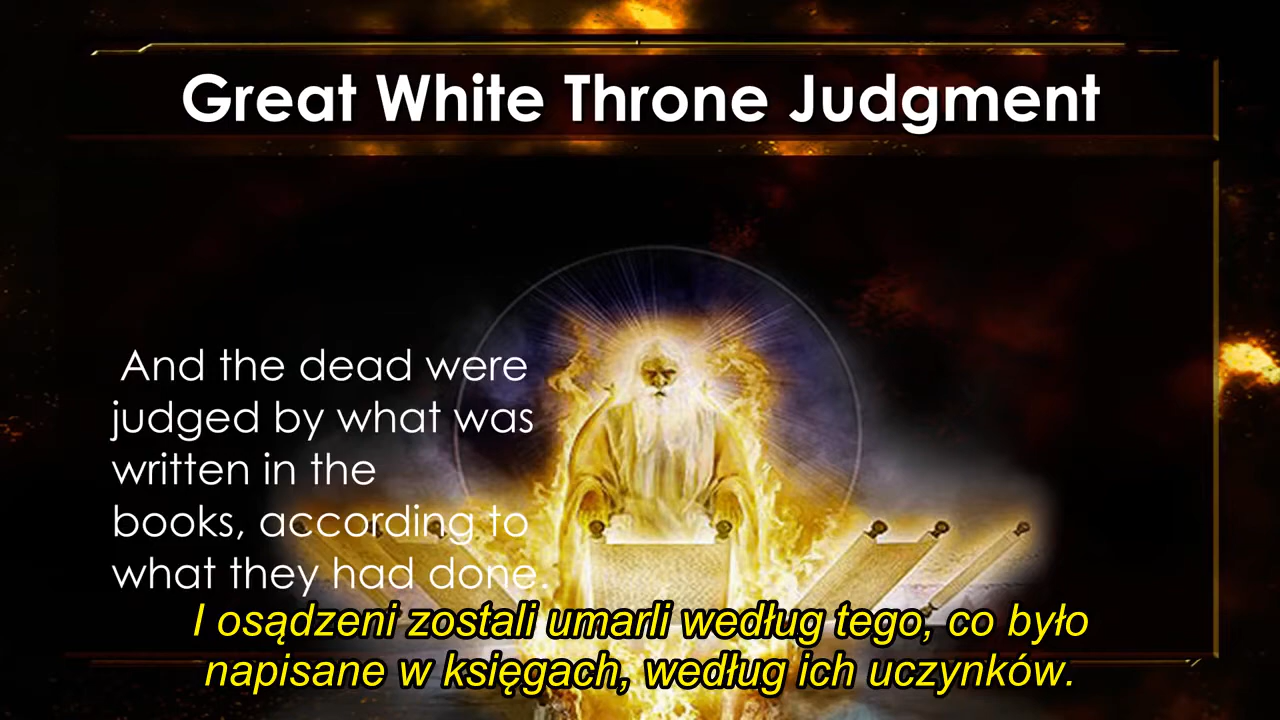 Great White Throne Judgment
And the dead were
judged by what was
written in the
books, according to
what they had done.
I osądzeni zostali umarli według tego, co było
napisane w księgach, według ich uczynków.